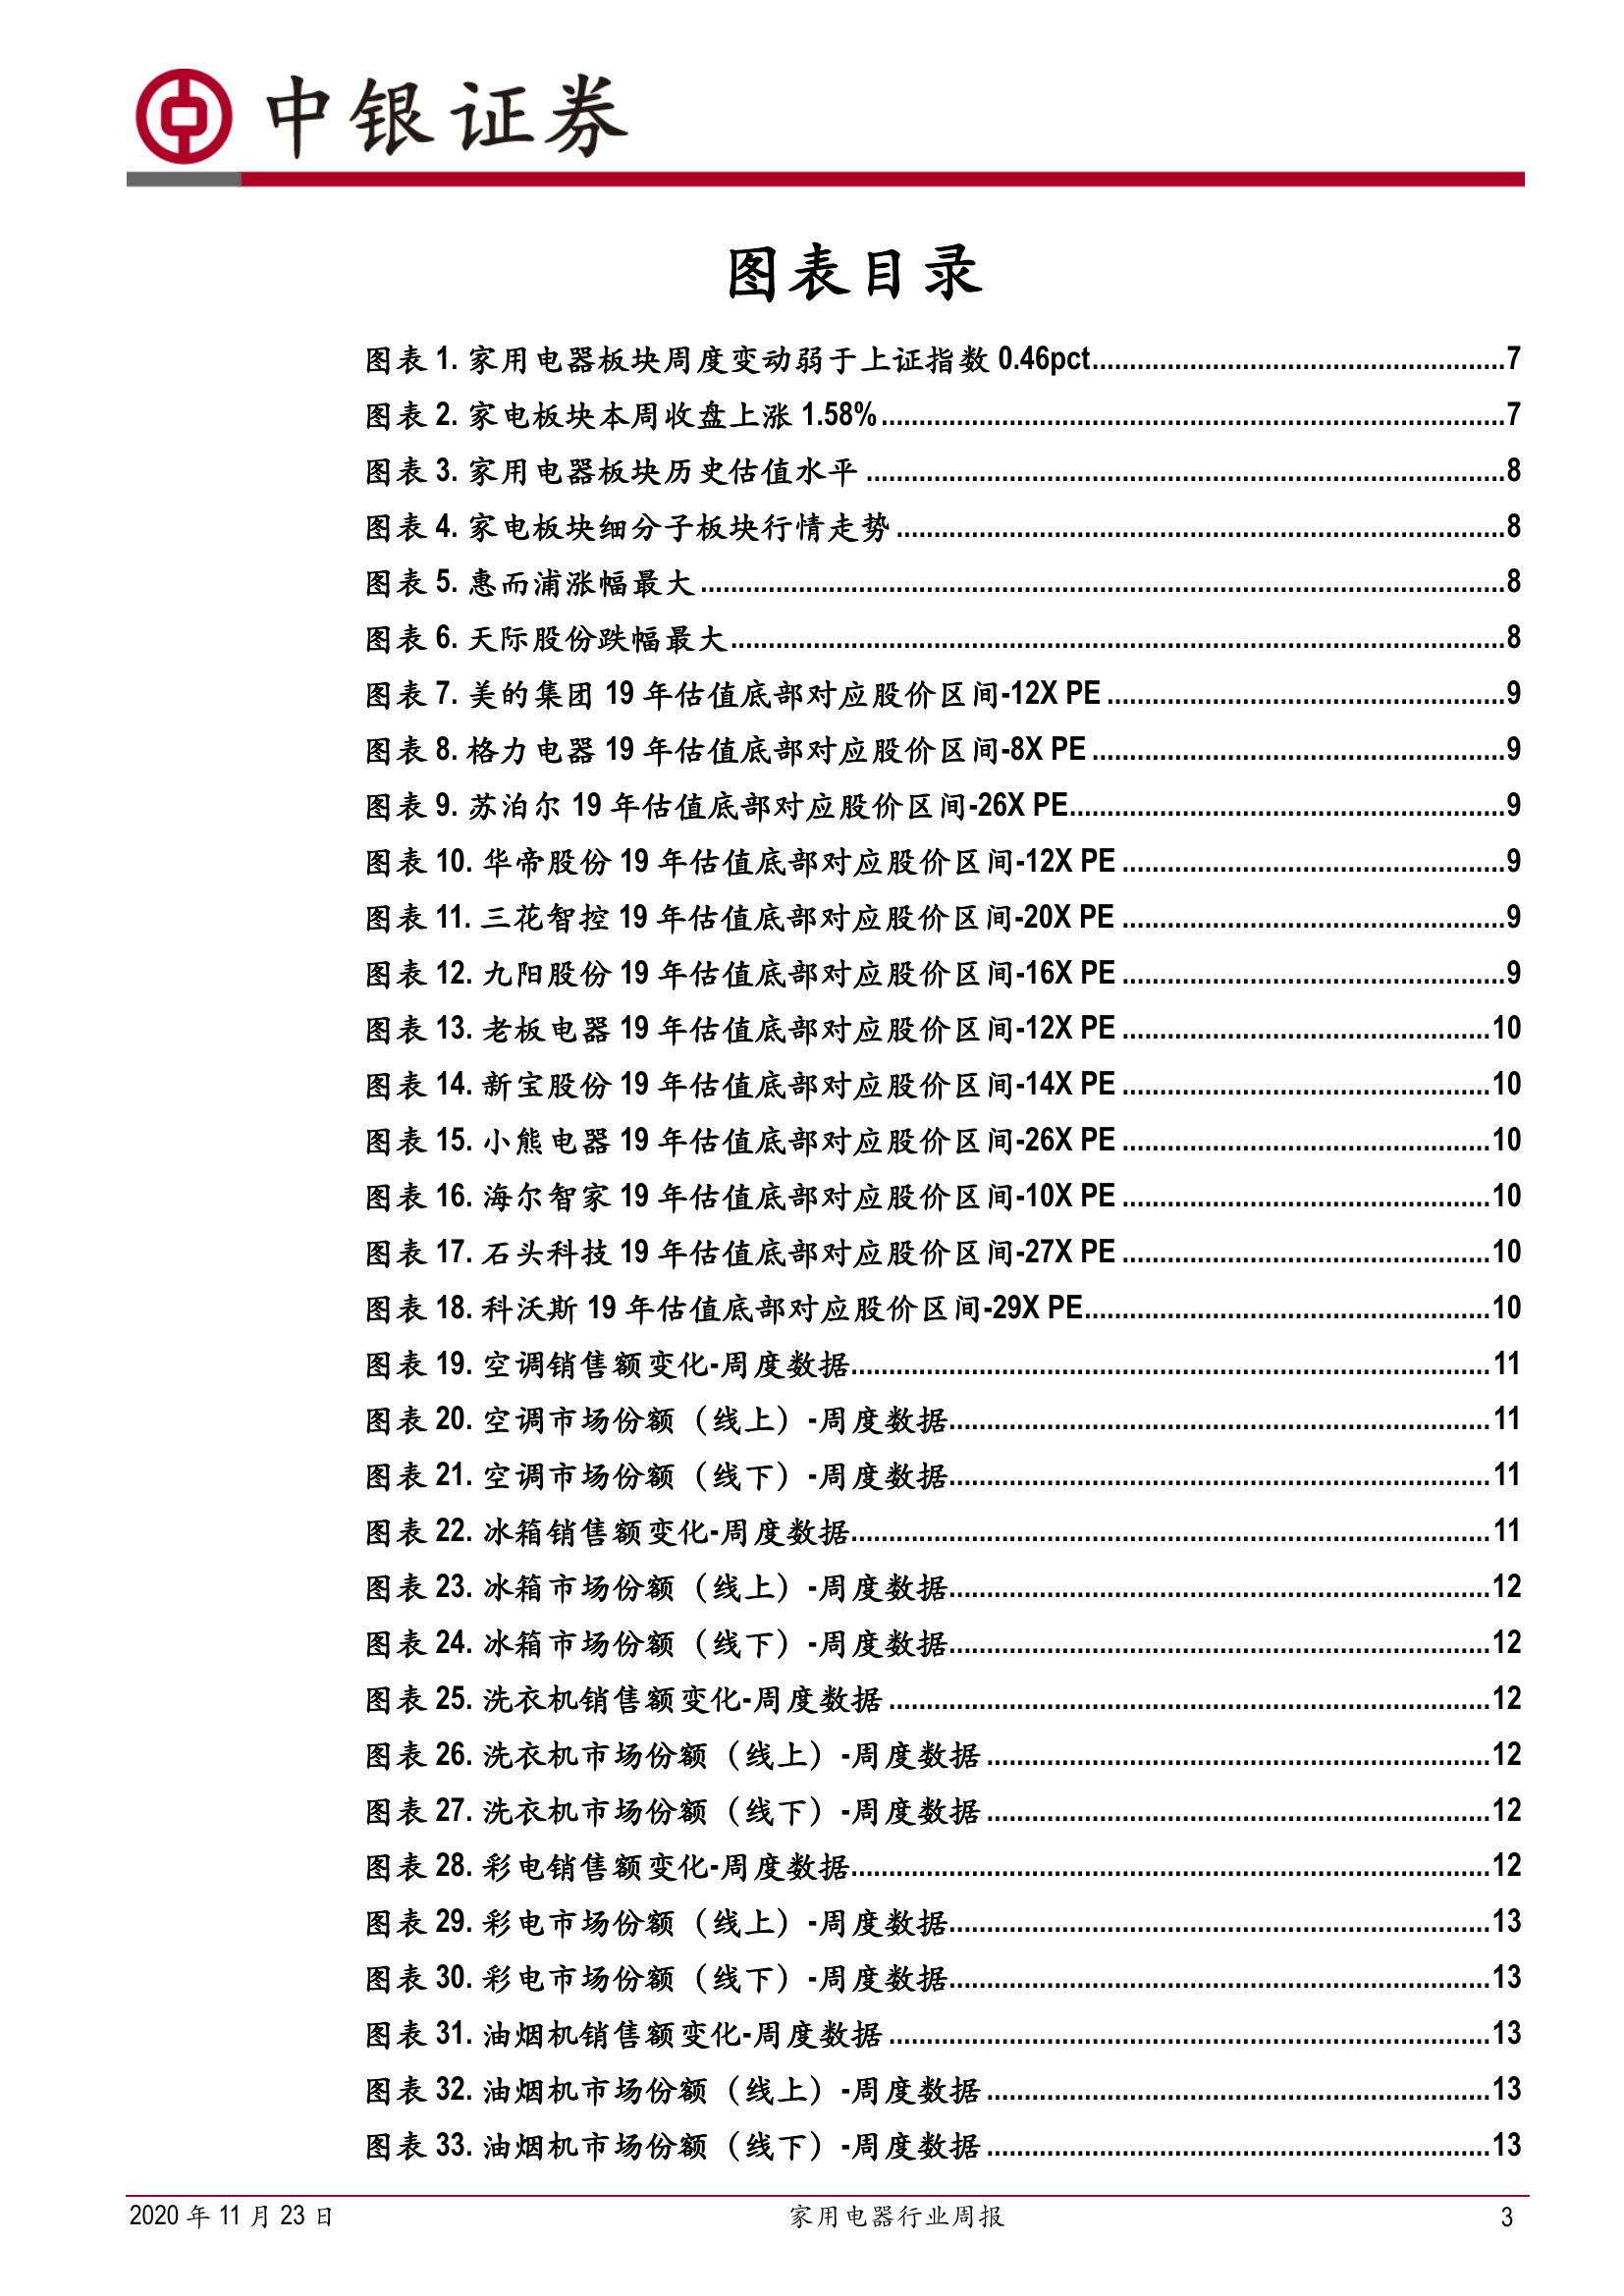 中银证券
图表目录
图表 1. 家用电器板块周度变动弱于上证指数 0.46pct.......................................................7
图表 2. 家电板块本周收盘上涨 1.58%...................................................................................7
图表 3. 家用电器板块历史估值水平 .....................................................................................8
图表 4. 家电板块细分子板块行情走势 .................................................................................8
图表 5. 惠而浦涨幅最大 ...........................................................................................................8
图表 6. 天际股份跌幅最大.......................................................................................................8
图表 7. 美的集团 19 年估值底部对应股价区间-12X PE .....................................................9
图表 8. 格力电器 19 年估值底部对应股价区间-8X PE .......................................................9
图表 9. 苏泊尔 19 年估值底部对应股价区间-26X PE..........................................................9
图表 10. 华帝股份 19 年估值底部对应股价区间-12X PE ...................................................9
图表 11. 三花智控 19 年估值底部对应股价区间-20X PE ...................................................9
图表 12. 九阳股份 19 年估值底部对应股价区间-16X PE ...................................................9
图表 13. 老板电器 19 年估值底部对应股价区间-12X PE .................................................10
图表 14. 新宝股份 19 年估值底部对应股价区间-14X PE .................................................10
图表 15. 小熊电器 19 年估值底部对应股价区间-26X PE .................................................10
图表 16. 海尔智家 19 年估值底部对应股价区间-10X PE .................................................10
图表 17. 石头科技 19 年估值底部对应股价区间-27X PE .................................................10
图表 18. 科沃斯 19 年估值底部对应股价区间-29X PE......................................................10
图表 19. 空调销售额变化-周度数据.....................................................................................11
图表 20. 空调市场份额（线上）-周度数据........................................................................11
图表 21. 空调市场份额（线下）-周度数据........................................................................11
图表 22. 冰箱销售额变化-周度数据.....................................................................................11
图表 23. 冰箱市场份额（线上）-周度数据........................................................................12
图表 24. 冰箱市场份额（线下）-周度数据........................................................................12
图表 25. 洗衣机销售额变化-周度数据 ................................................................................12
图表 26. 洗衣机市场份额（线上）-周度数据 ...................................................................12
图表 27. 洗衣机市场份额（线下）-周度数据 ...................................................................12
图表 28. 彩电销售额变化-周度数据.....................................................................................12
图表 29. 彩电市场份额（线上）-周度数据........................................................................13
图表 30. 彩电市场份额（线下）-周度数据........................................................................13
图表 31. 油烟机销售额变化-周度数据 ................................................................................13
图表 32. 油烟机市场份额（线上）-周度数据 ...................................................................13
图表 33. 油烟机市场份额（线下）-周度数据 ...................................................................13
2020 年 11 月 23 日 家用电器行业周报 3